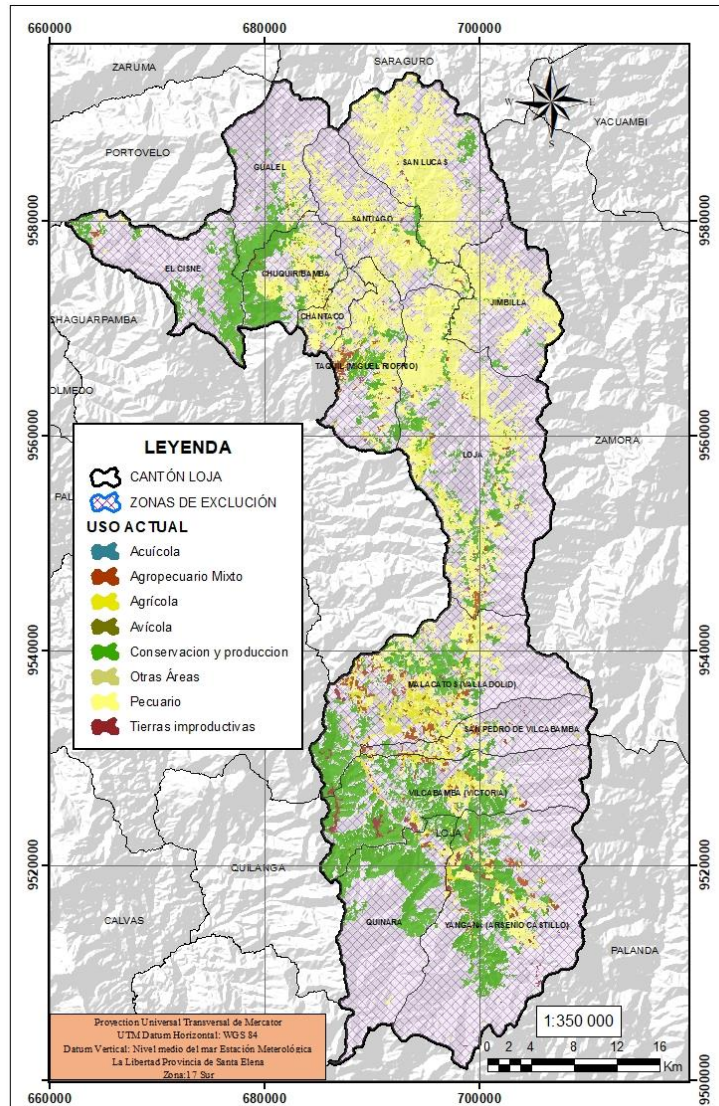 660000
680000
700000
ZARUMA
SARAGURO
W
E
S
YACUAMBI
PORTOVELO
GUALEL
SAN LUCAS
9580000
SANTIAGO
9580000
EL CISNE
CHUQUIRIBAMBA
JIMBILLA
CHANTACO
HAGUARPAMBA
TAQUIL (MIGUEL RIOFRIO)
OLMEDO
9560000
LOJA
ZAMORA
9560000
LEYENDA
CANTÓN LOJA
ZONAS DE EXCLUCIÓN
PAL
USO ACTUAL
Acuícola
Agropecuario Mixto
Agrícola
Avícola
Conservacion y produccion
Otras Áreas
Pecuario
Tierras improductivas
9540000
9540000
MALACATOS (VALLADOLID)
SAN PEDRO DE VILCABAMBA
VILCABAMBA (VICTORIA)
LOJA
9520000
QUILANGA
9520000
CALVAS
QUINARA
YANGANA (ARSENIO CASTILLO)
PALANDA
1:350 000
Proyection Universal Transversal de Mercator
UTM Datum Horizontal: WGS 84
Datum Vertical: Nivel medio del mar Estación Meterológica
La Libertad Provincia de Santa Elena
Zona:17 Sur
0 2 4 8 12 16
Km
9500000
660000
680000
700000
9500000